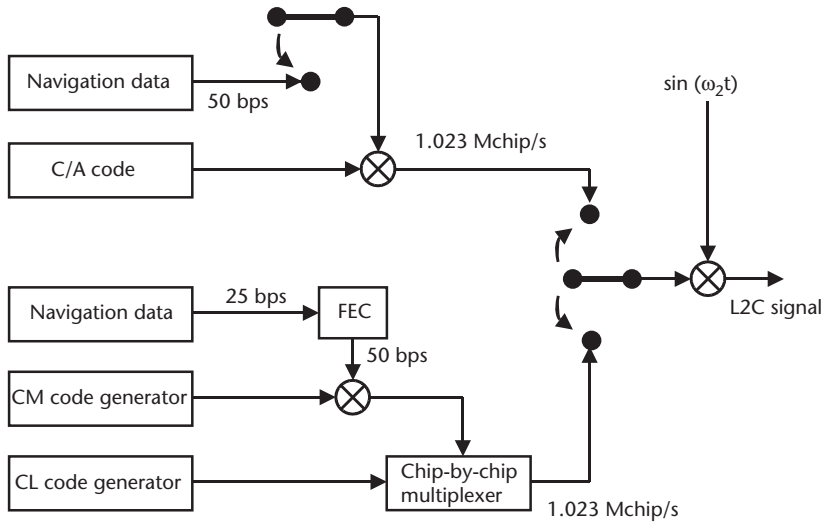 Navigation data
50 bps
sin (ω₂t)
C/A code
1.023 Mchip/s
Navigation data
25 bps
FEC
50 bps
L2C signal
CM code generator
CL code generator
Chip-by-chip
multiplexer
1.023 Mchip/s